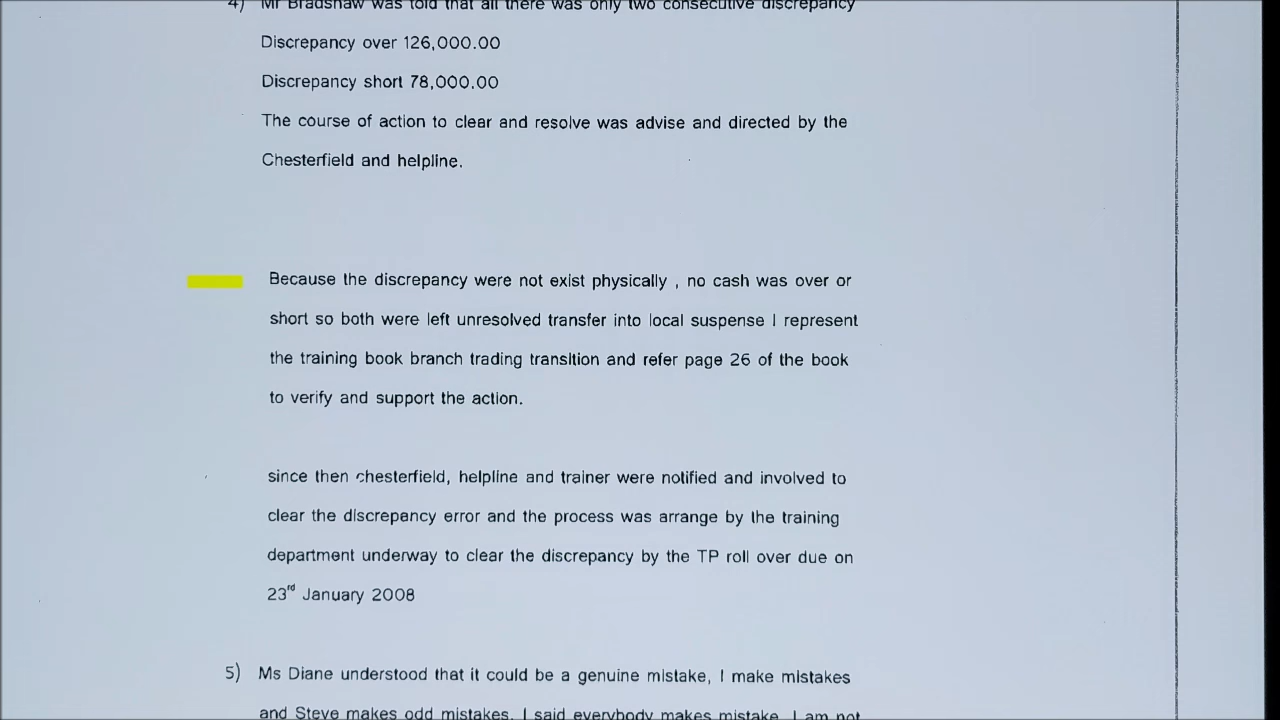 4) Mr Bradshaw was told that all there was only two consecutive discrepancy
Discrepancy over 126,000.00
Discrepancy short 78,000.00
The course of action to clear and resolve was advise and directed by the
Chesterfield and helpline.
Because the discrepancy were not exist physically , no cash was over or
short so both were left unresolved transfer into local suspense I represent
the training book branch trading transition and refer page 26 of the book
to verify and support the action.
since then chesterfield, helpline and trainer were notified and involved to
clear the discrepency error and the process was arrange by the training
department underway to clear the discrepancy by the TP roll over due on
23rd January 2008
5) Ms Diane understood that it could be a genuine mistake, I make mistakes
and Steve makes odd mistakes, I said everybody makes mistake, I am not